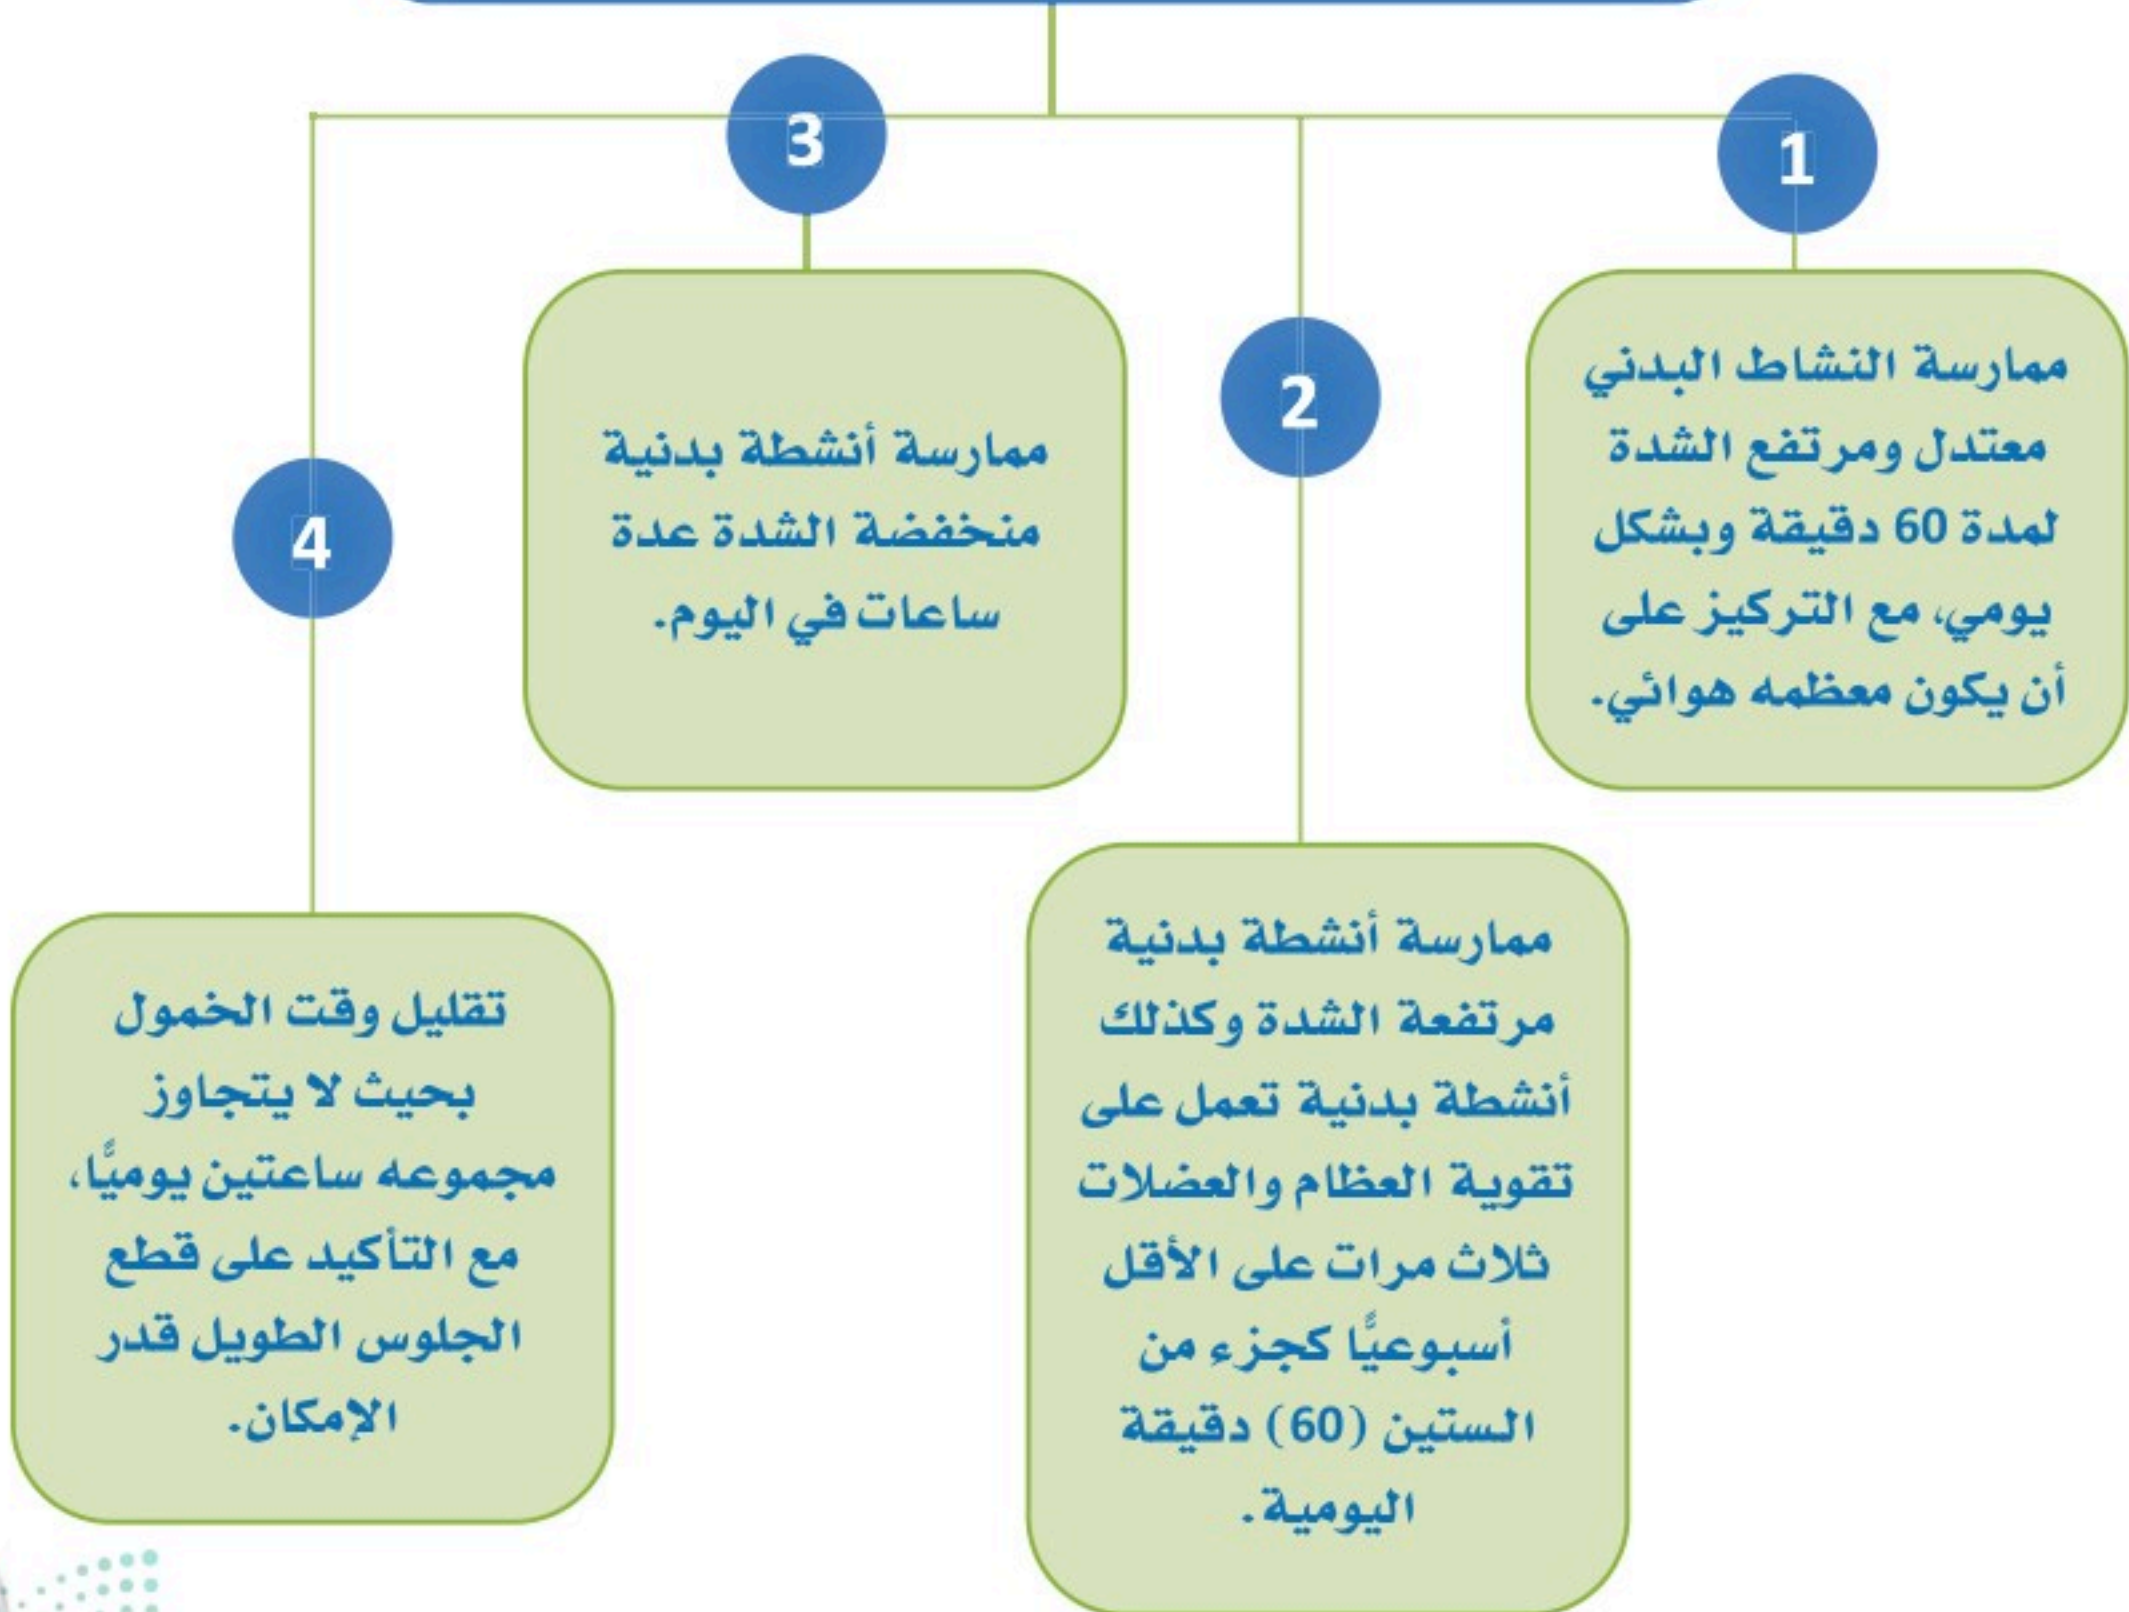 1
ممارسة النشاط البدني
معتدل ومرتفع الشدة
لمدة 60 دقيقة وبشكل
يومي، مع التركيز على
أن يكون معظمه هوائي.
2
ممارسة أنشطة بدنية
مرتفعة الشدة وكذلك
أنشطة بدنية تعمل على
تقوية العظام والعضلات
ثلاث مرات على الأقل
أسبوعيًّا كجزء من
الستين (60) دقيقة
اليومية.
3
ممارسة أنشطة بدنية
منخفضة الشدة عدة
ساعات في اليوم.
4
تقليل وقت الخمول
بحيث لا يتجاوز
مجموعه ساعتين يوميًّا،
مع التأكيد على قطع
الجلوس الطويل قدر
الإمكان.